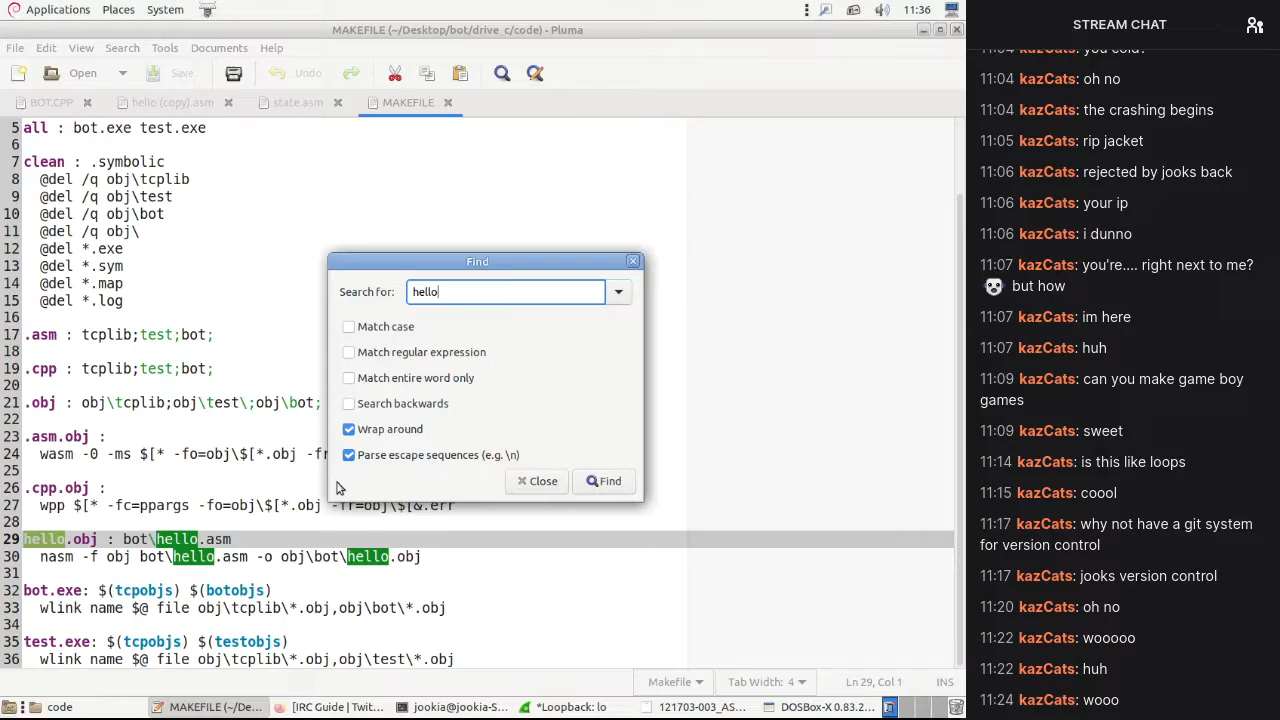 Applications Places System 11:36
MAKEFILE (~/Desktop/bot/drive_c/code) - Pluma
File Edit View Search Tools Documents Help
Open Save Undo
BOT.CPP hello (copy).asm state.asm MAKEFILE
5 all : bot.exe test.exe
6
7 clean : .symbolic
8 @del /q obj\tcplib
9 @del /q obj\test
10 @del /q obj\bot
11 @del /q obj\
12 @del *.exe
13 @del *.sym
14 @del *.map
15 @del *.log
16
17 .asm : tcplib;test;bot;
18
19 .cpp : tcplib;test;bot;
20
21 .obj : obj\tcplib;obj\test\;obj\bot;
22
23 .asm.obj :
24 wasm -0 -ms $[* -fo=obj\$[*.obj -fr
25
26 .cpp.obj :
27 wpp $[* -fc=ppargs -fo=obj\$[*.obj -fr=obj\$[&.err
28
29 hello.obj : bot\hello.asm
30 nasm -f obj bot\hello.asm -o obj\bot\hello.obj
31
32 bot.exe: $(tcpobjs) $(botobjs)
33 wlink name $@ file obj\tcplib\*.obj,obj\bot\*.obj
34
35 test.exe: $(tcpobjs) $(testobjs)
36 wlink name $@ file obj\tcplib\*.obj,obj\test\*.obj
Find
Search for: hello
Match case
Match regular expression
Match entire word only
Search backwards
Wrap around
Parse escape sequences (e.g. \n)
Close Find
Makefile Tab Width: 4 Ln 29, Col 1 INS
code MAKEFILE (~/De... [IRC Guide] Twit... jookia@jookia-S... *Loopback: lo 121703-003_AS... DOSBox-X 0.83.2...
STREAM CHAT
11:04 kazCats: you cold?
11:04 kazCats: oh no
11:04 kazCats: the crashing begins
11:05 kazCats: rip jacket
11:06 kazCats: rejected by jooks back
11:06 kazCats: your ip
11:06 kazCats: i dunno
11:07 kazCats: you're.... right next to me?
but how
11:07 kazCats: im here
11:07 kazCats: huh
11:09 kazCats: can you make game boy
games
11:09 kazCats: sweet
11:14 kazCats: is this like loops
11:15 kazCats: coool
11:17 kazCats: why not have a git system
for version control
11:17 kazCats: jooks version control
11:20 kazCats: oh no
11:22 kazCats: wooooo
11:22 kazCats: huh
11:24 kazCats: wooo